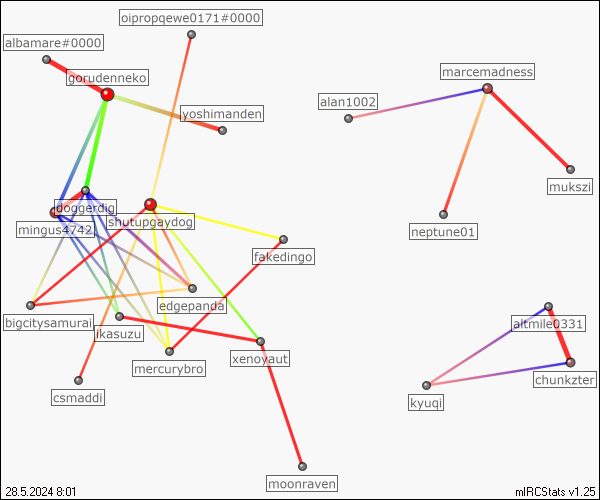 oipropqewe0171#0000
albamare#0000
gorudenneko
marcemadness
alan1002
yoshimanden
mukszi
doggerdig
shutupgaydog
mingus4742
neptune01
fakedingo
edgepanda
bigcitysamurai
ikasuzu
altmile0331
xenoyaut
mercurybro
chunkzter
csmaddi
kyuqi
moonraven
28.5.2024 8:01
mIRCStats v1.25